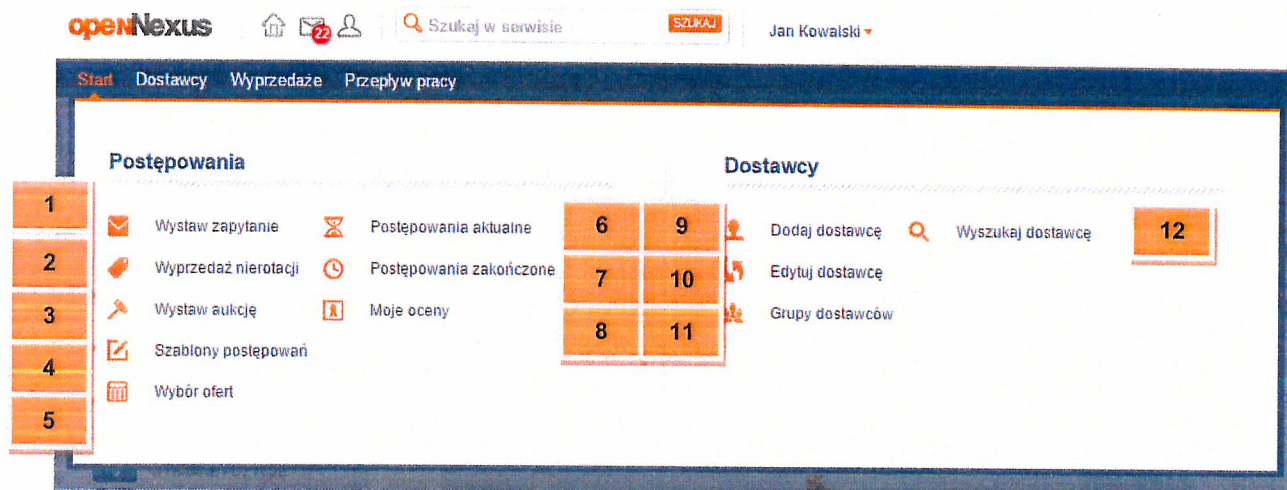 openNexus 22 Szukaj w serwisie SZUKAJ Jan Kowalski
Start Dostawcy Wyprzedaże Przepływ pracy
Postępowania
1
2
3
4
5
Wystaw zapytanie
Wyprzedaż nierotacji
Wystaw aukcję
Szablony postępowań
Wybór ofert
Postępowania aktualne
Postępowania zakończone
Moje oceny
6
7
8
Dostawcy
9
10
11
Dodaj dostawcę
Edytuj dostawcę
Grupy dostawców
Wyszukaj dostawcę
12